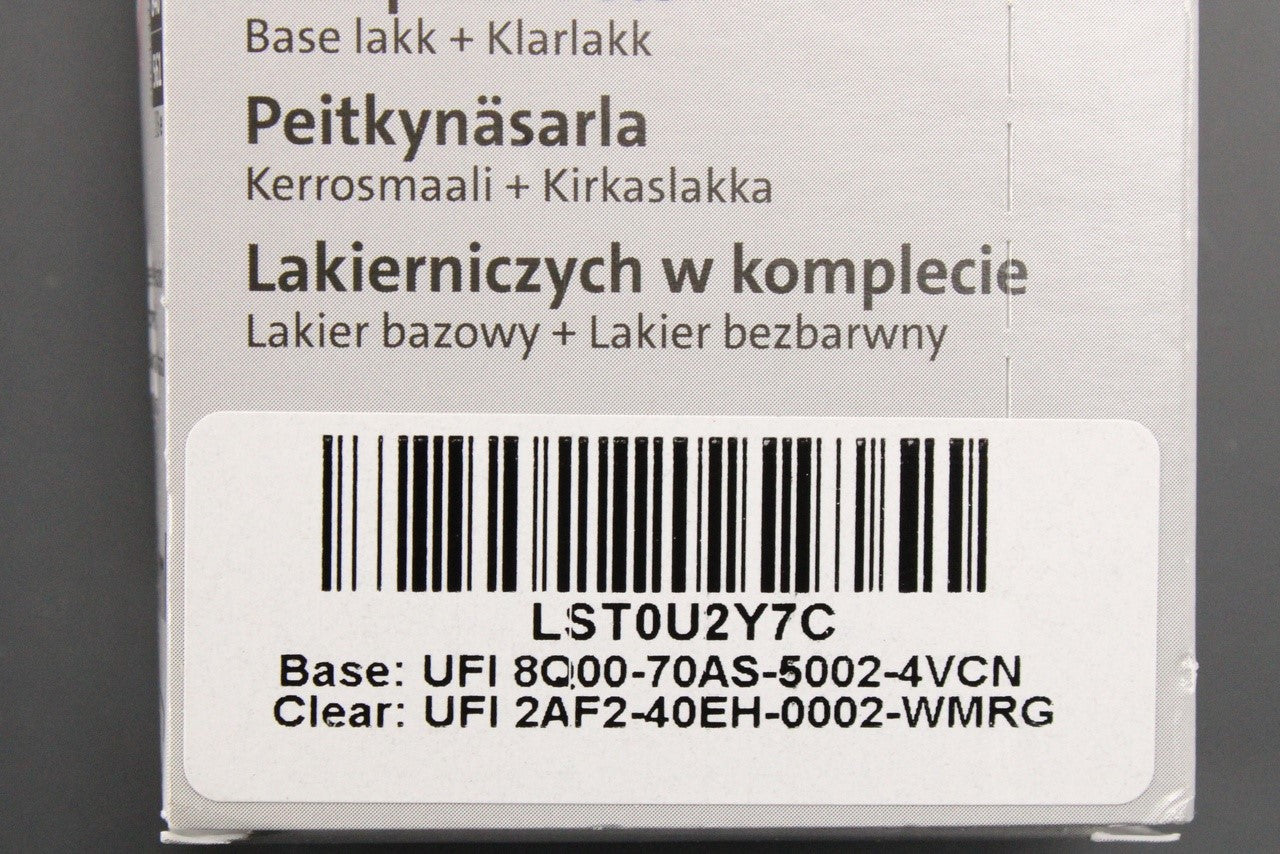 Base lakk + Klarlakk
Peitkynäsarla
Kerrosmaali + Kirkaslakka
Lakierniczych w komplecie
Lakier bazowy + Lakier bezbarwny
LST0U2Y7C
Base: UFI 8Q00-70AS-5002-4VCN
Clear: UFI 2AF2-40EH-0002-WMRG